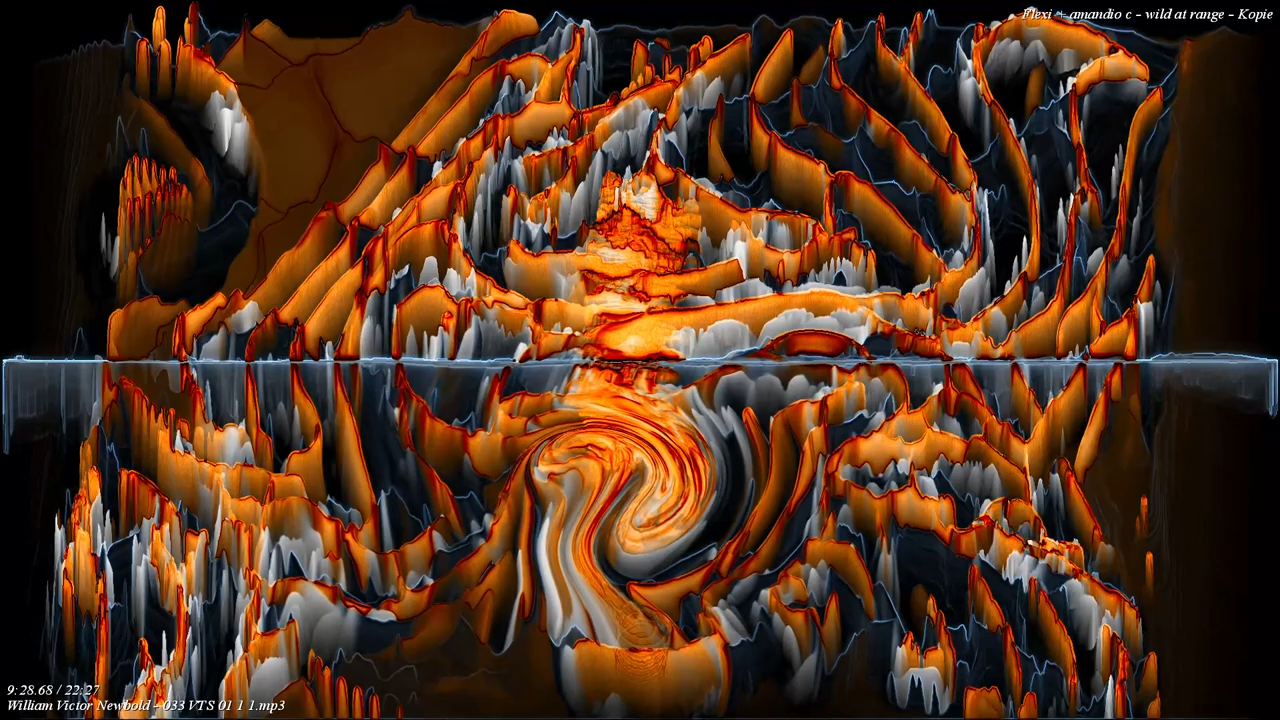 Flexi + amandio c - wild at range - Kopie
9:28.68 / 22:27
William Victor Newbold - 033 VTS 01 1 1.mp3